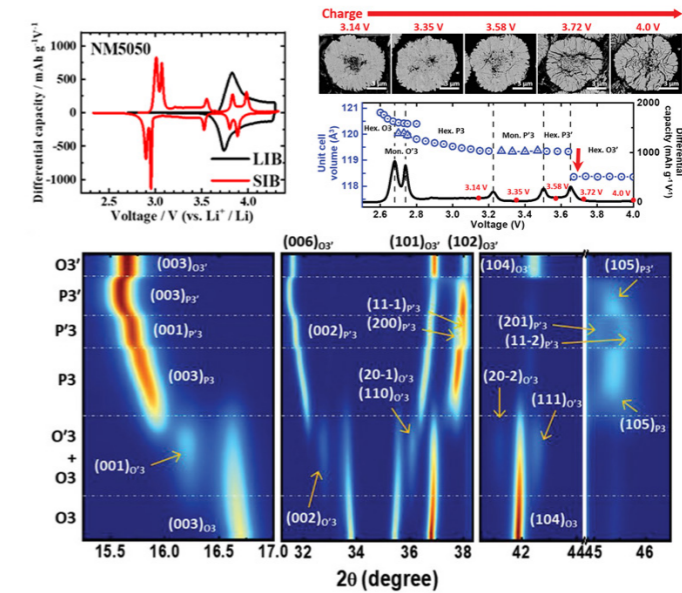 Charge
3.14 V 3.35 V 3.58 V 3.72 V 4.0 V
NM5050
1000
500
0
-500
-1000
Differential capacity / mAh g⁻¹V⁻¹
LIB
SIB
2.5 3.0 3.5 4.0
Voltage / V (vs. Li⁺ / Li)
121
120
119
118
Unit cell
volume (Å³)
Hex. O3
Mon. O'3
Hex. P3
Mon. P'3
Hex. P3'
Hex. O3'
2000
1000
0
Differential
capacity (mAh g⁻¹V⁻¹)
3.14 V 3.35 V 3.58 V 3.72 V 4.0 V
2.6 2.8 3.0 3.2 3.4 3.6 3.8 4.0
Voltage (V)
O3'
P3'
P'3
P3
O'3
+
O3
O3
(003)O3'
(003)P3'
(001)P'3
(003)P3
(001)O'3
(003)O3
15.5 16.0 16.5 17.0
(006)O3' (101)O3' (102)O3'
(11-1)P'3
(200)P'3
(002)P'3
(20-1)O'3
(110)O'3
(002)O'3
32 34 36 38
(104)O3'
(105)P3'
(201)P'3
(11-2)P'3
(20-2)O'3
(111)O'3
(105)P3
(104)O3
42 44 45 46
2θ (degree)